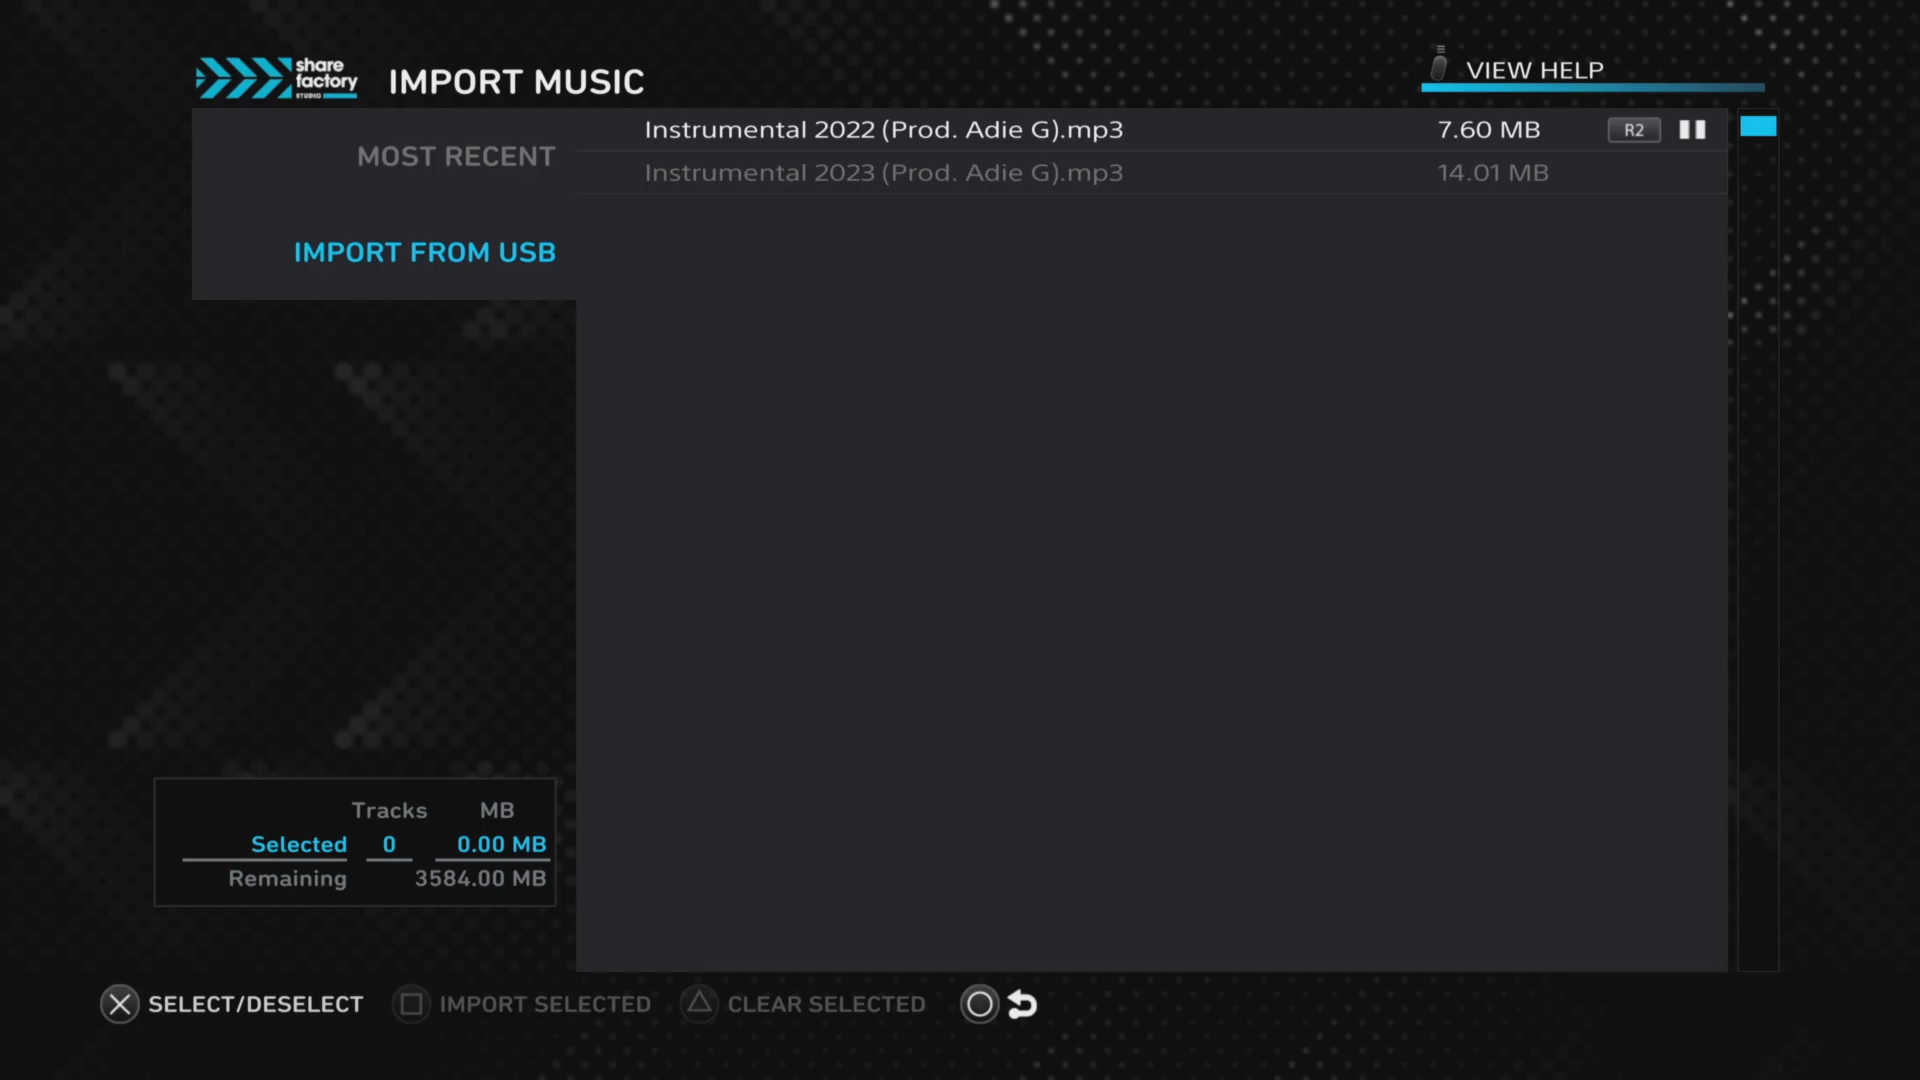 share
factory
STUDIO
IMPORT MUSIC
VIEW HELP
MOST RECENT
IMPORT FROM USB
Instrumental 2022 (Prod. Adie G).mp3 7.60 MB R2
Instrumental 2023 (Prod. Adie G).mp3 14.01 MB
Tracks MB
Selected 0 0.00 MB
Remaining 3584.00 MB
SELECT/DESELECT IMPORT SELECTED CLEAR SELECTED